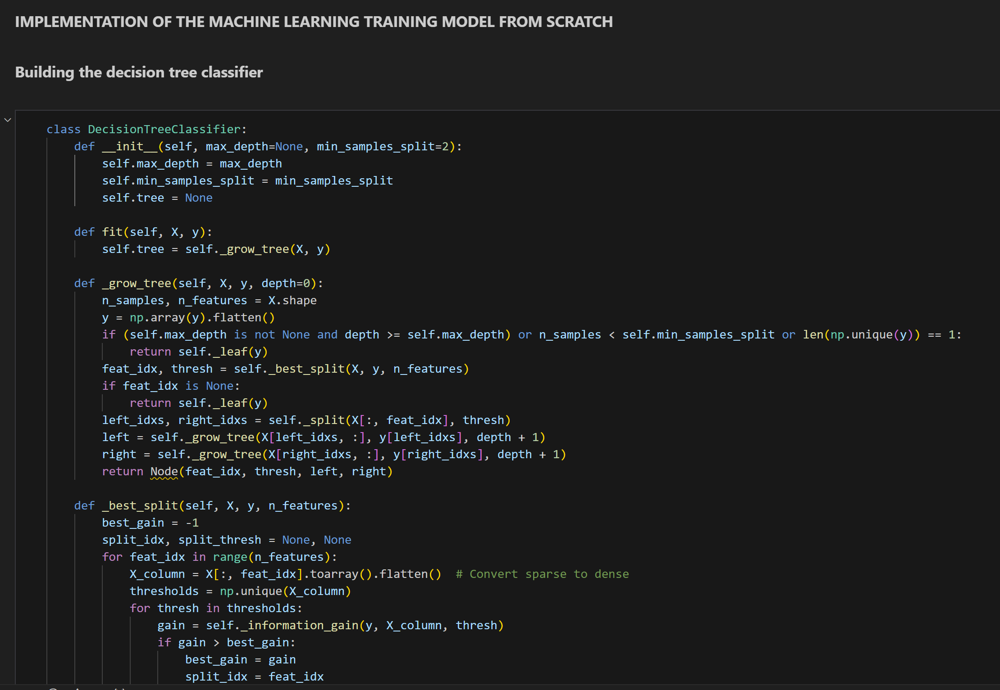 IMPLEMENTATION OF THE MACHINE LEARNING TRAINING MODEL FROM SCRATCH
Building the decision tree classifier
class DecisionTreeClassifier:
    def __init__(self, max_depth=None, min_samples_split=2):
        self.max_depth = max_depth
        self.min_samples_split = min_samples_split
        self.tree = None
    def fit(self, X, y):
        self.tree = self._grow_tree(X, y)
    def _grow_tree(self, X, y, depth=0):
        n_samples, n_features = X.shape
        y = np.array(y).flatten()
        if (self.max_depth is not None and depth >= self.max_depth) or n_samples < self.min_samples_split or len(np.unique(y)) == 1:
            return self._leaf(y)
        feat_idx, thresh = self._best_split(X, y, n_features)
        if feat_idx is None:
            return self._leaf(y)
        left_idxs, right_idxs = self._split(X[:, feat_idx], thresh)
        left = self._grow_tree(X[left_idxs, :], y[left_idxs], depth + 1)
        right = self._grow_tree(X[right_idxs, :], y[right_idxs], depth + 1)
        return Node(feat_idx, thresh, left, right)
    def _best_split(self, X, y, n_features):
        best_gain = -1
        split_idx, split_thresh = None, None
        for feat_idx in range(n_features):
            X_column = X[:, feat_idx].toarray().flatten()  # Convert sparse to dense
            thresholds = np.unique(X_column)
            for thresh in thresholds:
                gain = self._information_gain(y, X_column, thresh)
                if gain > best_gain:
                    best_gain = gain
                    split_idx = feat_idx